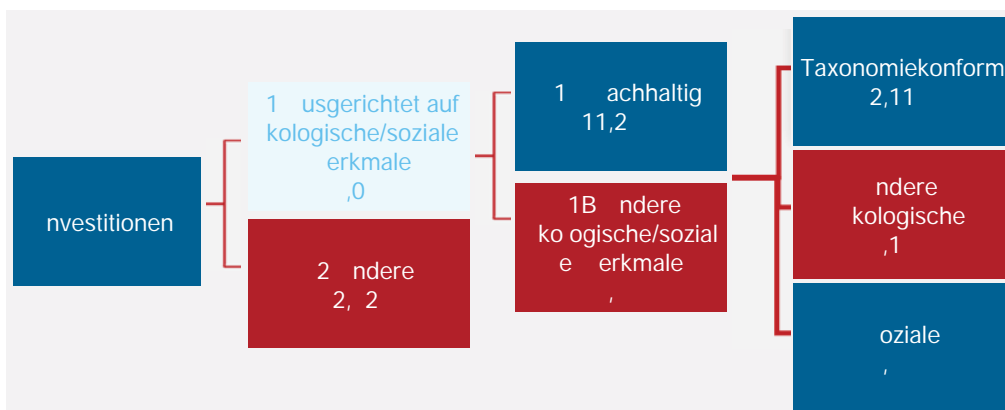 nvestitionen
1 usgerichtet auf
kologische/soziale
erkmale
,0
2 ndere
2, 2
1 achhaltig
11,2
1B ndere
ko ogische/sozial
e erkmale
,
Taxonomiekonform
2,11
ndere
kologische
,1
oziale
,